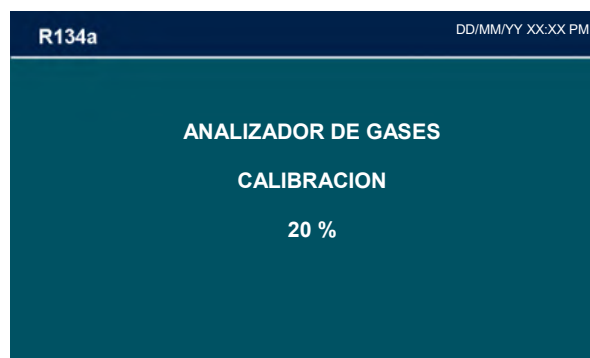 R134a
DD/MM/YY XX:XX PM
ANALIZADOR DE GASES
CALIBRACION
20 %